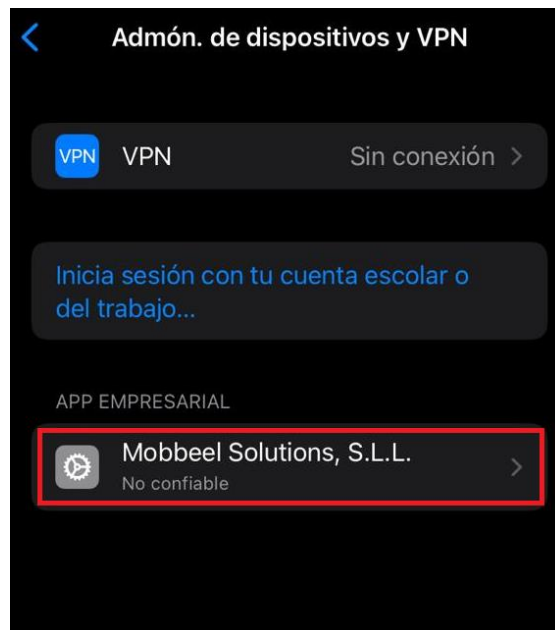 Admón. de dispositivos y VPN
VPN VPN Sin conexión
Inicia sesión con tu cuenta escolar o
del trabajo...
APP EMPRESARIAL
Mobbeel Solutions, S.L.L.
No confiable